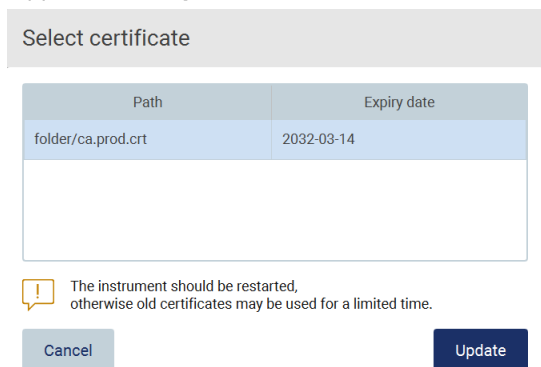 Select certificate
Path Expiry date
folder/ca.prod.crt 2032-03-14
The instrument should be restarted,
otherwise old certificates may be used for a limited time.
Cancel Update